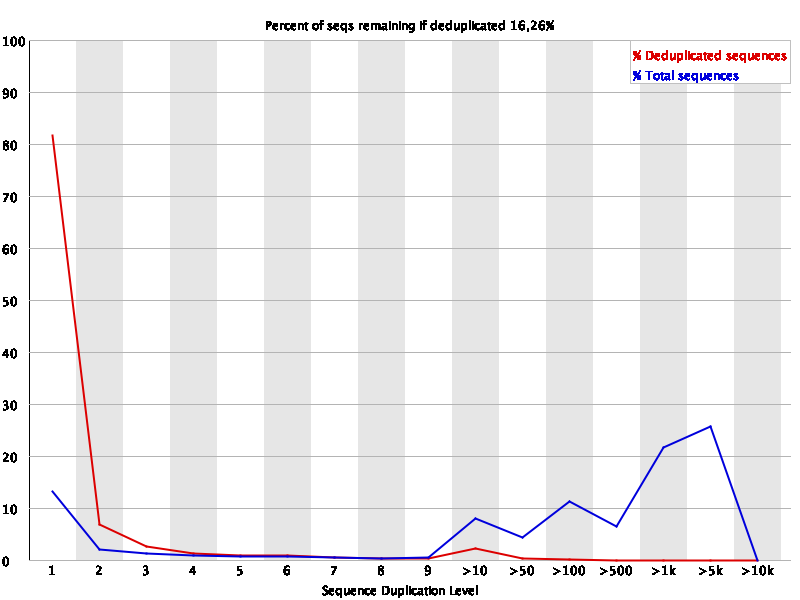 Percent of seqs remaining if deduplicated 16,26%
% Deduplicated sequences
% Total sequences
100
90
80
70
60
50
40
30
20
10
0
1 2 3 4 5 6 7 8 9 >10 >50 >100 >500 >1k >5k >10k
Sequence Duplication Level